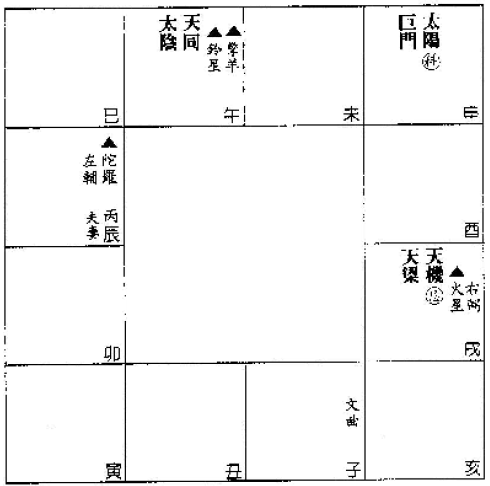 巳
▲擎羊
▲鈴星
天同
太陰
午
未
太陽科
巨門
申
▲陀羅
左輔
丙辰
夫妻
酉
右弼
▲火星
天機
天梁
戌
卯
寅
丑
文曲
子
亥